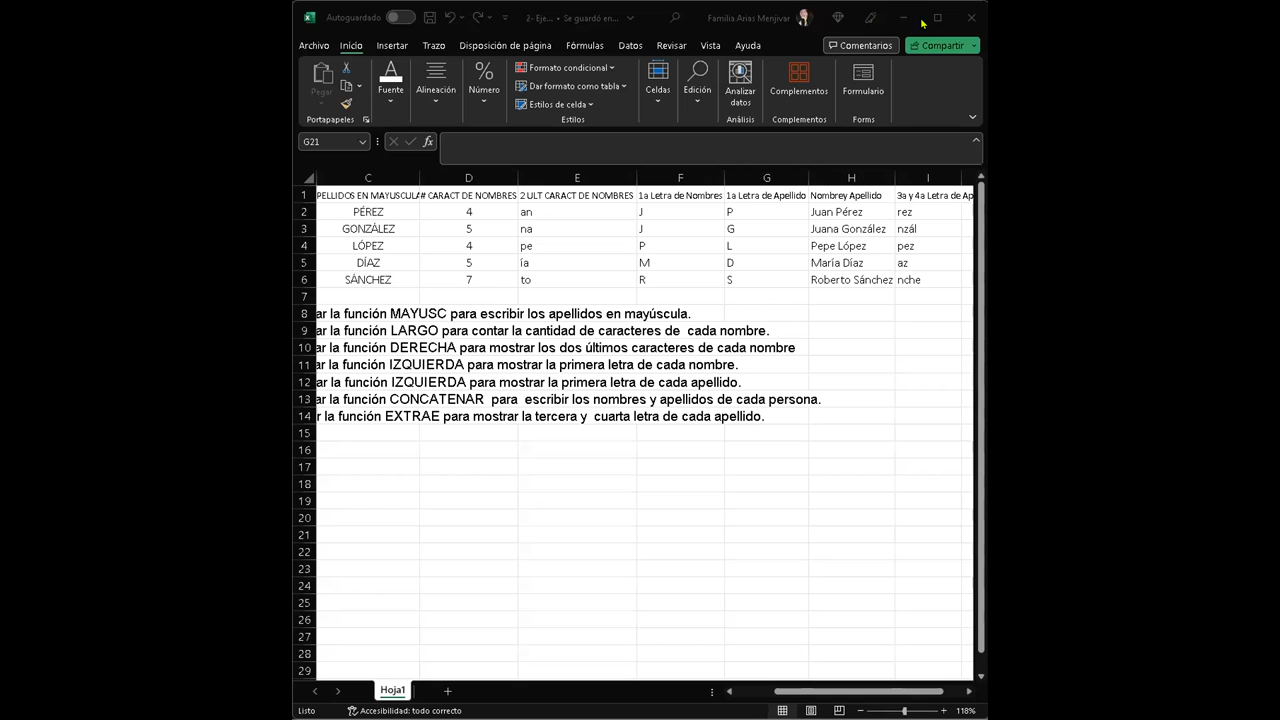 Autoguardado 2- Eje... • Se guardó en... Familia Arias Menjivar
Archivo Inicio Insertar Trazo Disposición de página Fórmulas Datos Revisar Vista Ayuda Comentarios Compartir
Pegar Fuente Alineación Número Formato condicional Dar formato como tabla Estilos de celda Celdas Edición Analizar datos Complementos Formulario
Portapapeles Estilos Análisis Complementos Forms
G21 fx
C D E F G H I
1 PELLIDOS EN MAYUSCULA # CARACT DE NOMBRES 2 ULT CARACT DE NOMBRES 1a Letra de Nombres 1a Letra de Apellido Nombrey Apellido 3a y 4a Letra de Ap
2 PÉREZ 4 an J P Juan Pérez rez
3 GONZÁLEZ 5 na J G Juana González nzál
4 LÓPEZ 4 pe P L Pepe López pez
5 DÍAZ 5 ía M D María Díaz az
6 SÁNCHEZ 7 to R S Roberto Sánchez nche
7
8 ar la función MAYUSC para escribir los apellidos en mayúscula.
9 ar la función LARGO para contar la cantidad de caracteres de cada nombre.
10 ar la función DERECHA para mostrar los dos últimos caracteres de cada nombre
11 ar la función IZQUIERDA para mostrar la primera letra de cada nombre.
12 ar la función IZQUIERDA para mostrar la primera letra de cada apellido.
13 ar la función CONCATENAR para escribir los nombres y apellidos de cada persona.
14 r la función EXTRAE para mostrar la tercera y cuarta letra de cada apellido.
15
16
17
18
19
20
21
22
23
24
25
26
27
28
29
Hoja1
Listo Accesibilidad: todo correcto 118%